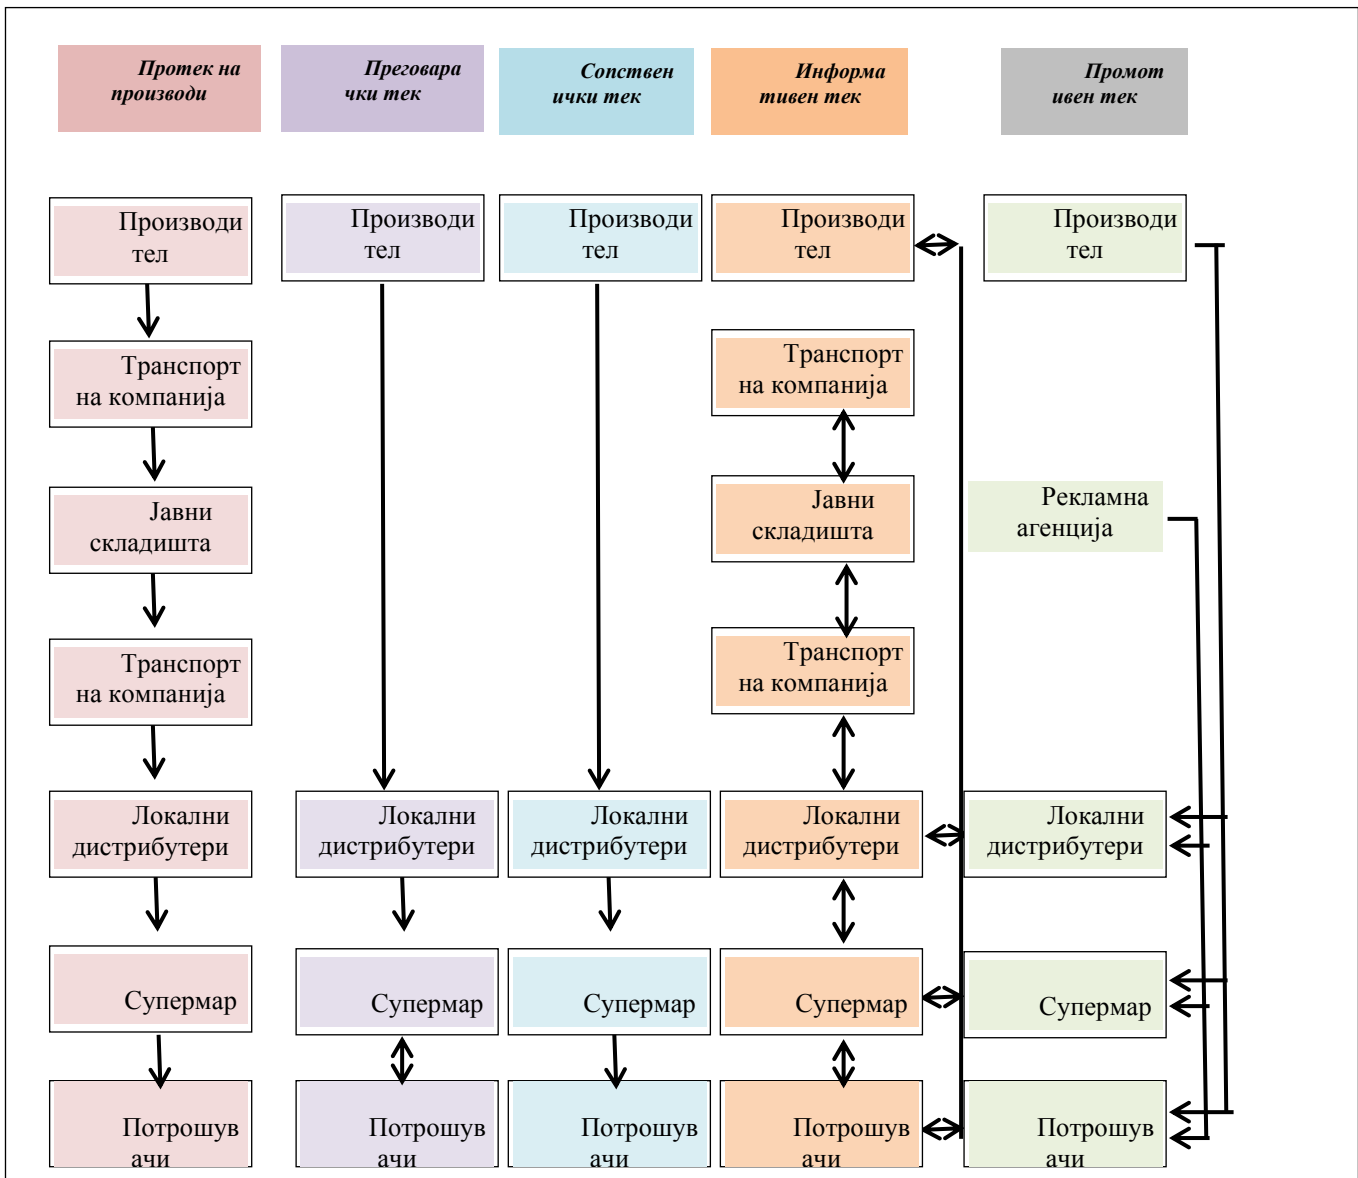 Протек на
производи
Преговара
чки тек
Сопствен
ички тек
Информа
тивен тек
Промот
ивен тек
Производи
тел
Производи
тел
Производи
тел
Производи
тел
Производи
тел
Транспорт
на компанија
Транспорт
на компанија
Јавни
складишта
Јавни
складишта
Рекламна
агенција
Транспорт
на компанија
Транспорт
на компанија
Локални
дистрибутери
Локални
дистрибутери
Локални
дистрибутери
Локални
дистрибутери
Локални
дистрибутери
Супермар
Супермар
Супермар
Супермар
Супермар
Потрошув
ачи
Потрошув
ачи
Потрошув
ачи
Потрошув
ачи
Потрошув
ачи